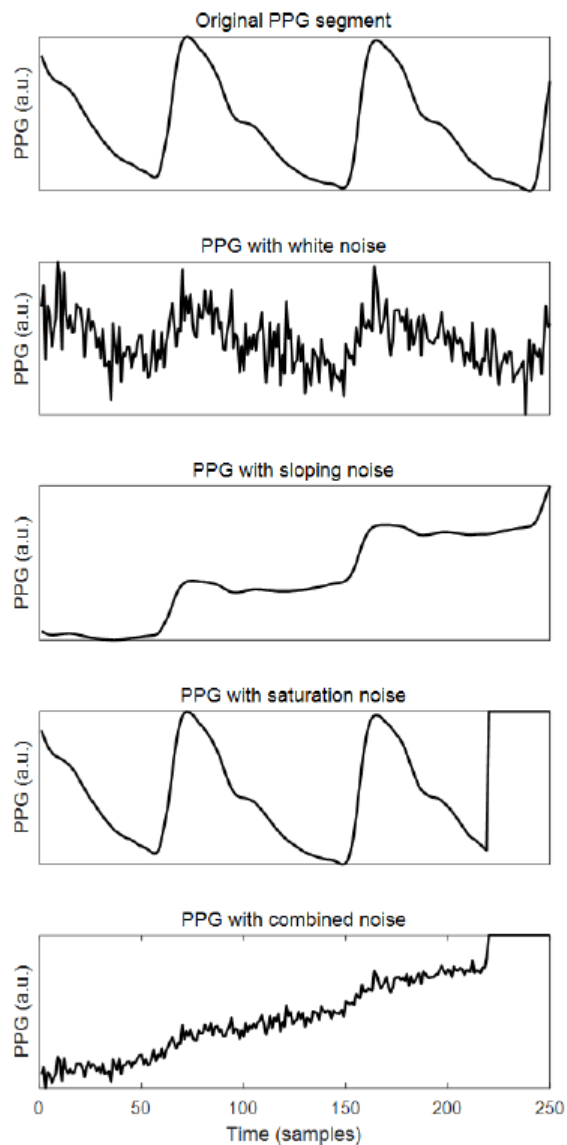 Original PPG segment
PPG (a.u.)
PPG with white noise
PPG (a.u.)
PPG with sloping noise
PPG (a.u.)
PPG with saturation noise
PPG (a.u.)
PPG with combined noise
PPG (a.u.)
0 50 100 150 200 250
Time (samples)